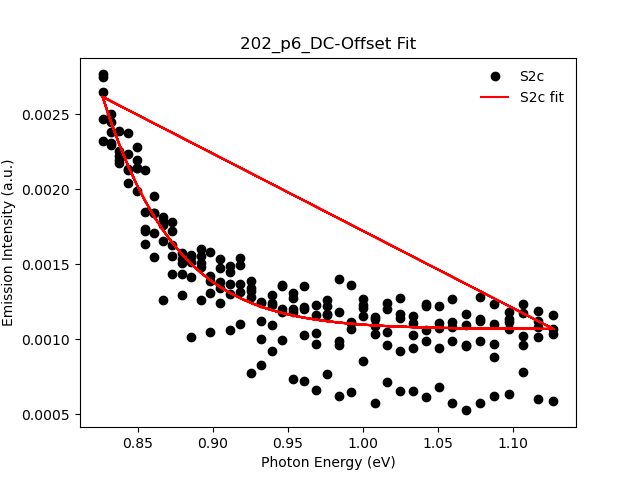 202_p6_DC-Offset Fit
S2c
S2c fit
Emission Intensity (a.u.)
0.0025
0.0020
0.0015
0.0010
0.0005
0.85 0.90 0.95 1.00 1.05 1.10
Photon Energy (eV)